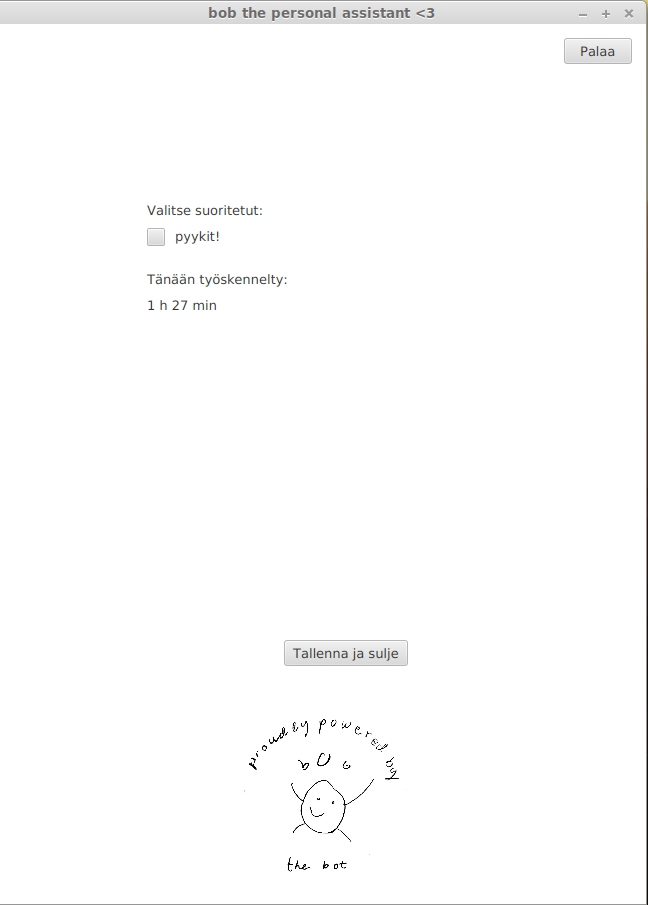 bob the personal assistant <3
Palaa
Valitse suoritetut:
pyykit!
Tänään työskennelty:
1 h 27 min
Tallenna ja sulje
proudly powered by
bOb
the bot